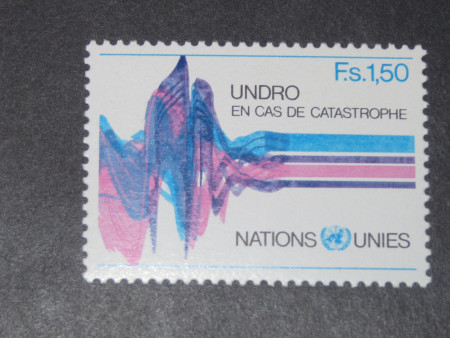 F.s.1,50
UNDRO
EN CAS DE CATASTROPHE
NATIONS UNIES